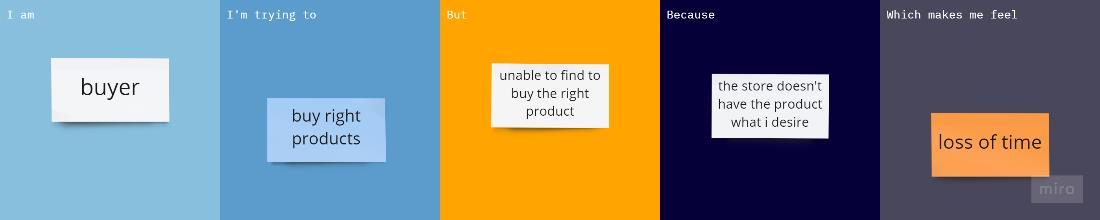 I am
buyer
I'm trying to
buy right
products
But
unable to find to
buy the right
product
Because
the store doesn't
have the product
what i desire
Which makes me feel
loss of time
miro